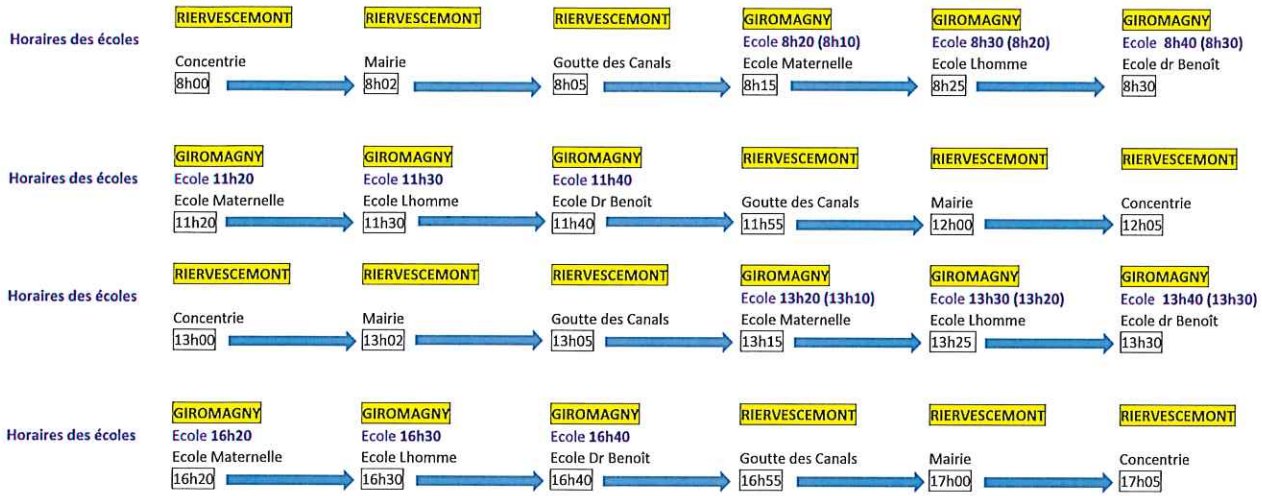 RIERVESCEMONT RIERVESCEMONT RIERVESCEMONT GIROMAGNY GIROMAGNY GIROMAGNY
Horaires des écoles Ecole 8h20 (8h10) Ecole 8h30 (8h20) Ecole 8h40 (8h30)
Concentrie Mairie Goutte des Canals Ecole Maternelle Ecole Lhomme Ecole dr Benoît
8h00 8h02 8h05 8h15 8h25 8h30
GIROMAGNY GIROMAGNY GIROMAGNY RIERVESCEMONT RIERVESCEMONT RIERVESCEMONT
Horaires des écoles Ecole 11h20 Ecole 11h30 Ecole 11h40
Ecole Maternelle Ecole Lhomme Ecole Dr Benoît Goutte des Canals Mairie Concentrie
11h20 11h30 11h40 11h55 12h00 12h05
RIERVESCEMONT RIERVESCEMONT RIERVESCEMONT GIROMAGNY GIROMAGNY GIROMAGNY
Horaires des écoles Ecole 13h20 (13h10) Ecole 13h30 (13h20) Ecole 13h40 (13h30)
Concentrie Mairie Goutte des Canals Ecole Maternelle Ecole Lhomme Ecole dr Benoît
13h00 13h02 13h05 13h15 13h25 13h30
GIROMAGNY GIROMAGNY GIROMAGNY RIERVESCEMONT RIERVESCEMONT RIERVESCEMONT
Horaires des écoles Ecole 16h20 Ecole 16h30 Ecole 16h40
Ecole Maternelle Ecole Lhomme Ecole Dr Benoît Goutte des Canals Mairie Concentrie
16h20 16h30 16h40 16h55 17h00 17h05